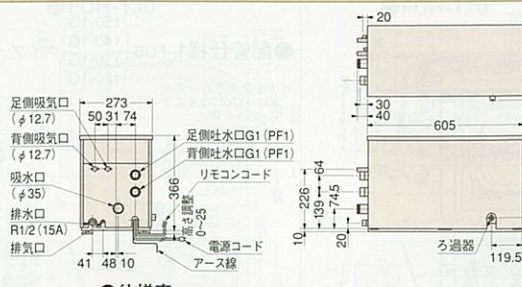 20
足側吸気口
(φ12.7)
背側吸気口
(φ12.7)
吸水口
(φ35)
排水口
R1/2(15A)
排気口
273
50 31 74
41 48 10
366
高さ調整
0~25
足側吐水口G1(PF1)
背側吐水口G1(PF1)
リモコンコード
電源コード
アース線
30
40
605
226
139
64
74.5
10
20
ろ過器
119.5